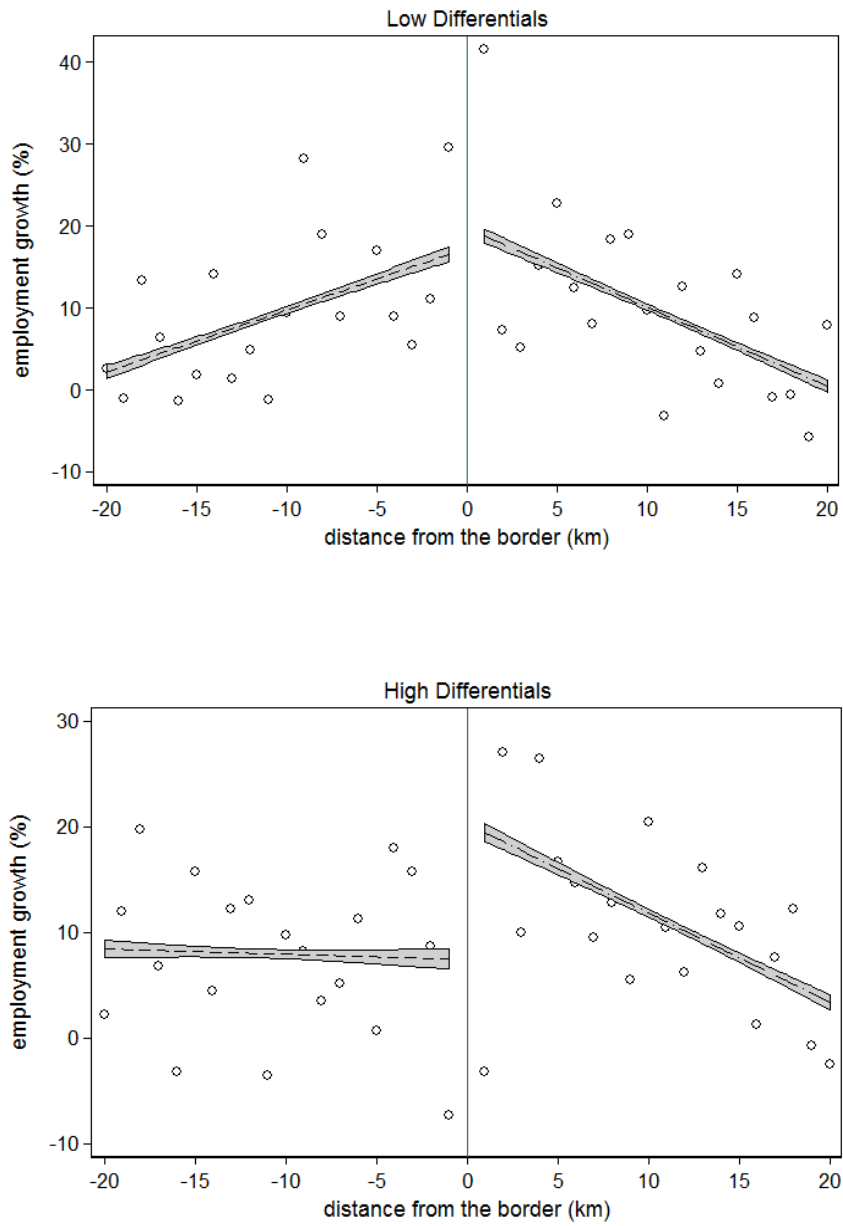 Low Differentials
employment growth (%)
40
30
20
10
0
-10
-20 -15 -10 -5 0 5 10 15 20
distance from the border (km)
High Differentials
employment growth (%)
30
20
10
0
-10
-20 -15 -10 -5 0 5 10 15 20
distance from the border (km)